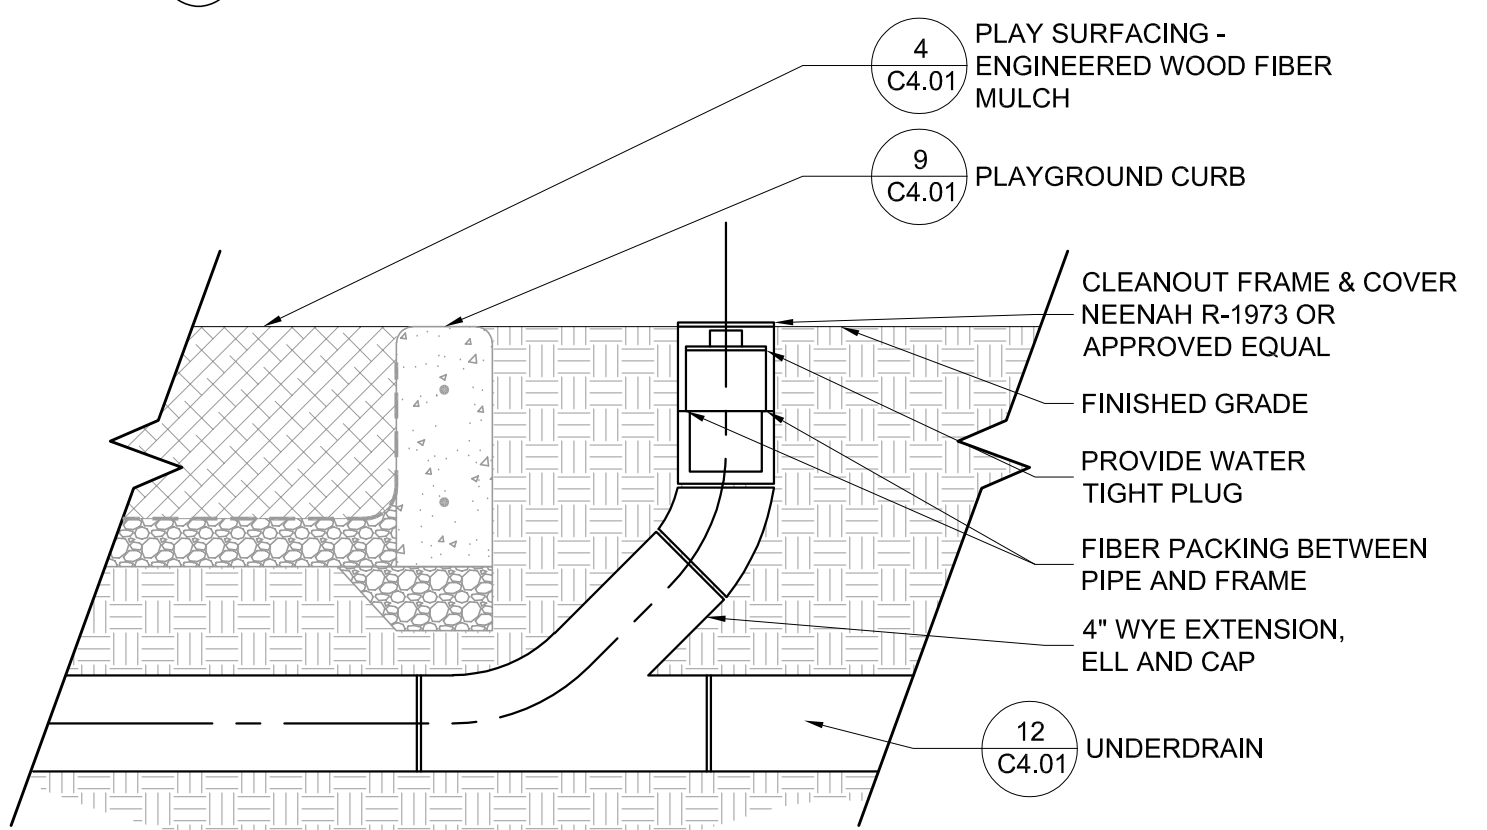 4
C4.01
PLAY SURFACING -
ENGINEERED WOOD FIBER
MULCH
9
C4.01
PLAYGROUND CURB
CLEANOUT FRAME & COVER
NEENAH R-1973 OR
APPROVED EQUAL
FINISHED GRADE
PROVIDE WATER
TIGHT PLUG
FIBER PACKING BETWEEN
PIPE AND FRAME
4" WYE EXTENSION,
ELL AND CAP
12
C4.01
UNDERDRAIN